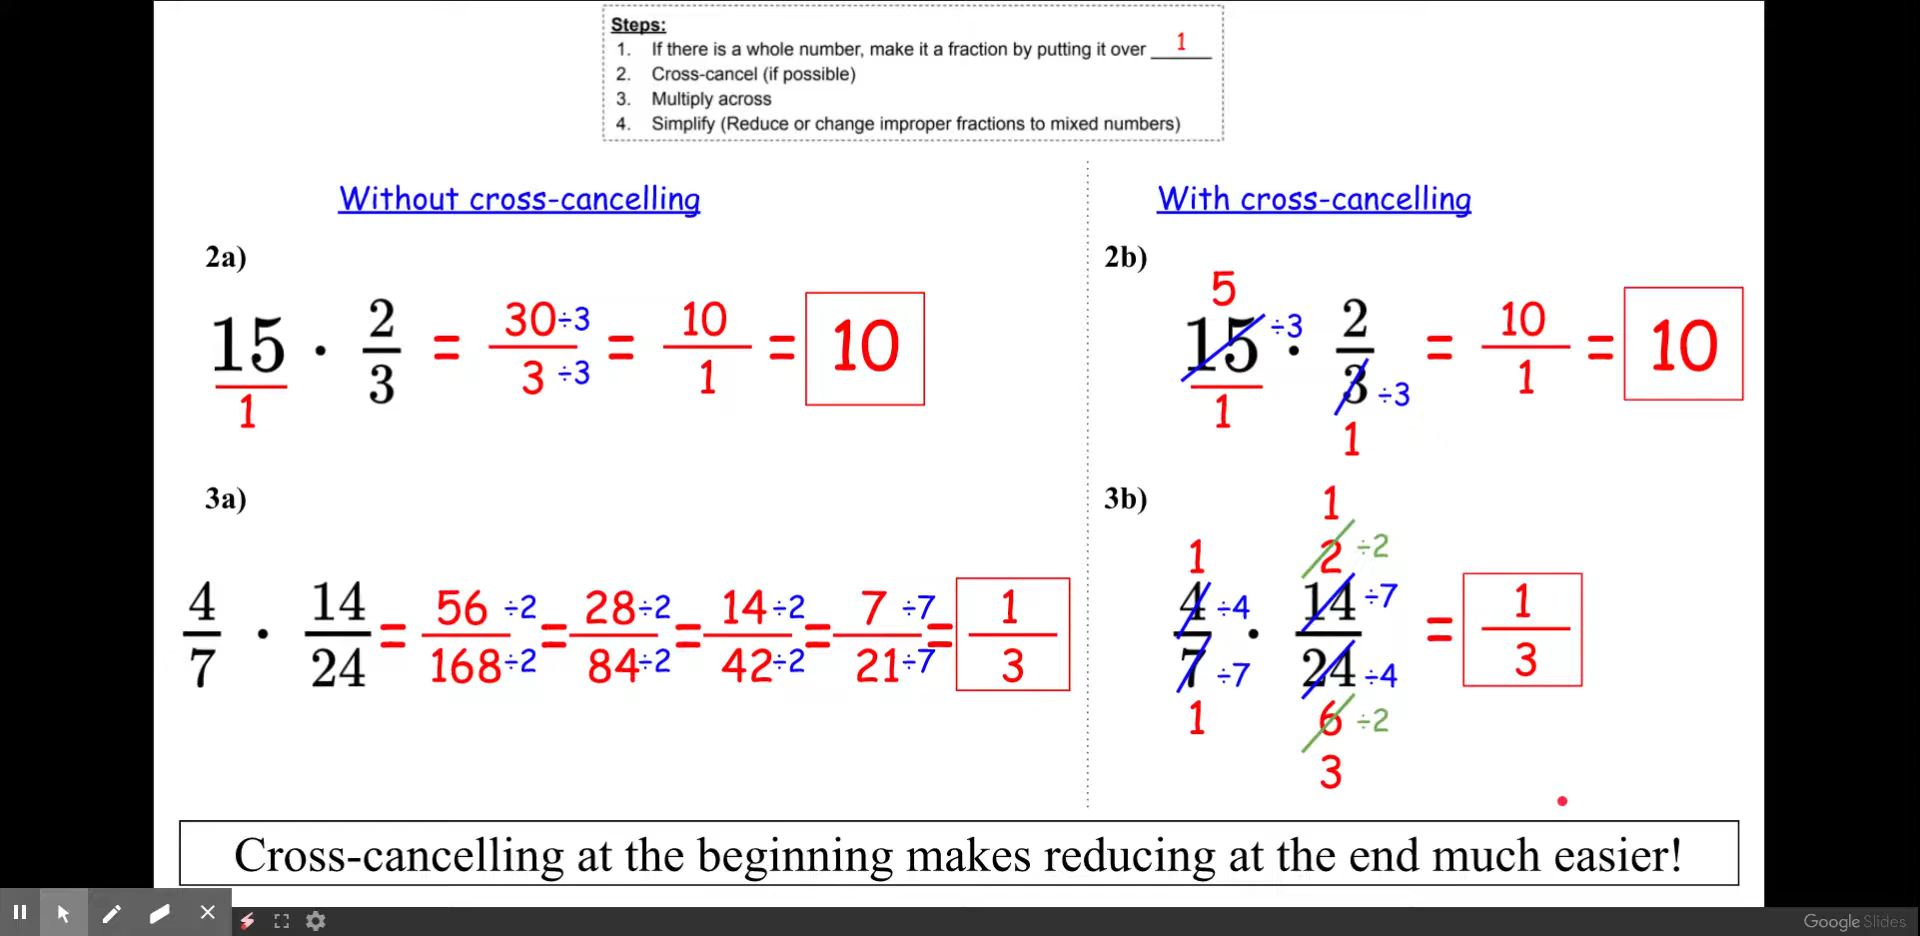 Steps:
1. If there is a whole number, make it a fraction by putting it over 1
2. Cross-cancel (if possible)
3. Multiply across
4. Simplify (Reduce or change improper fractions to mixed numbers)
Without cross-cancelling
2a)
15/1 · 2/3 = 30÷3/3÷3 = 10/1 = 10
3a)
4/7 · 14/24 = 56÷2/168÷2 = 28÷2/84÷2 = 14÷2/42÷2 = 7÷7/21÷7 = 1/3
With cross-cancelling
2b)
5
15÷3/1 · 2/3÷3 = 10/1 = 10
1
3b)
1
1 2÷2
4÷4/7÷7 · 14÷7/24÷4 = 1/3
1 6÷2
3
Cross-cancelling at the beginning makes reducing at the end much easier!
Google Slides